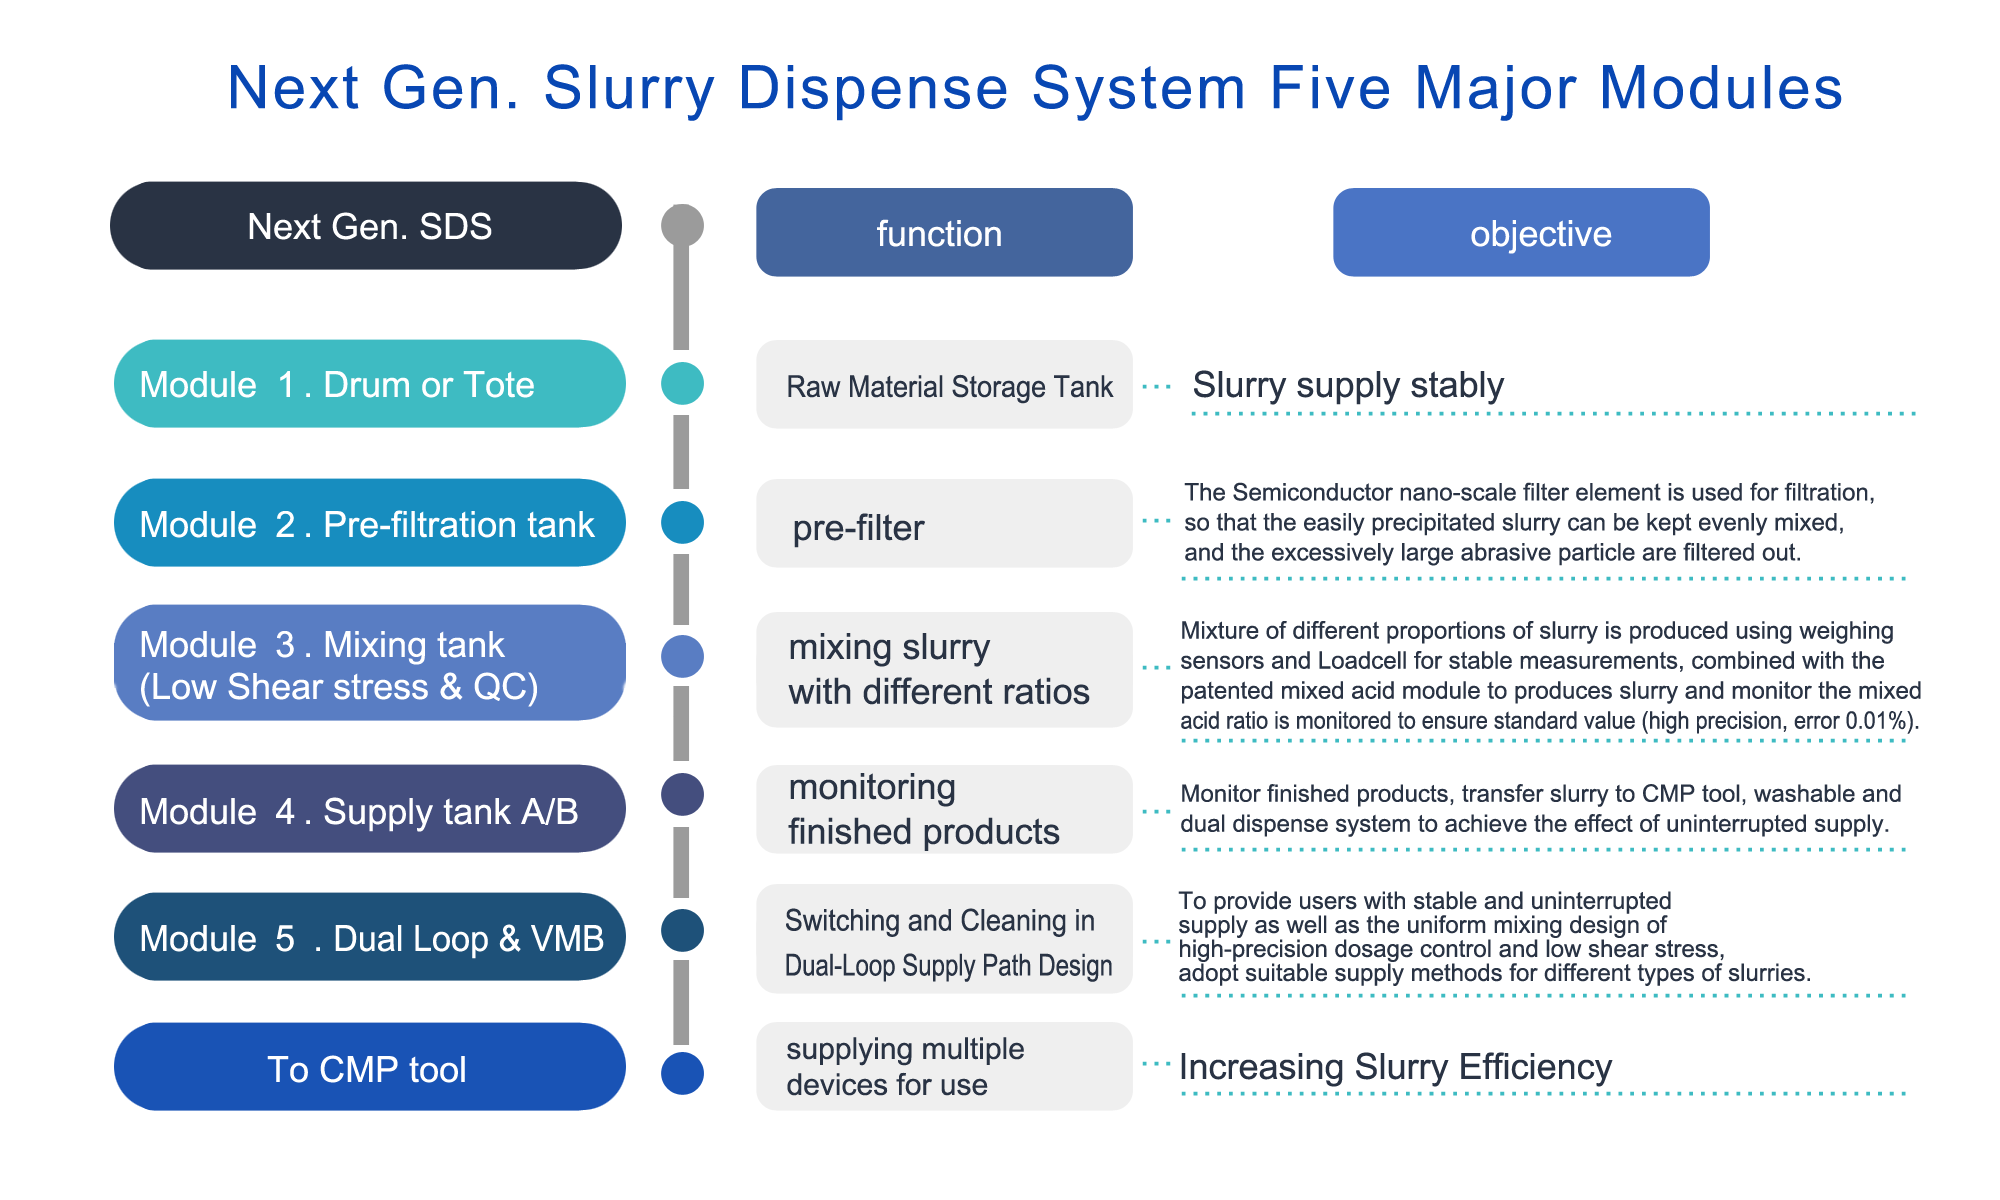 Next Gen. Slurry Dispense System Five Major Modules
Next Gen. SDS
function
objective
Module 1 . Drum or Tote
Raw Material Storage Tank
Slurry supply stably
Module 2 . Pre-filtration tank
pre-filter
The Semiconductor nano-scale filter element is used for filtration,
so that the easily precipitated slurry can be kept evenly mixed,
and the excessively large abrasive particle are filtered out.
Module 3 . Mixing tank
(Low Shear stress & QC)
mixing slurry
with different ratios
Mixture of different proportions of slurry is produced using weighing
sensors and Loadcell for stable measurements, combined with the
patented mixed acid module to produces slurry and monitor the mixed
acid ratio is monitored to ensure standard value (high precision, error 0.01%).
Module 4 . Supply tank A/B
monitoring
finished products
Monitor finished products, transfer slurry to CMP tool, washable and
dual dispense system to achieve the effect of uninterrupted supply.
Module 5 . Dual Loop & VMB
Switching and Cleaning in
Dual-Loop Supply Path Design
To provide users with stable and uninterrupted
supply as well as the uniform mixing design of
high-precision dosage control and low shear stress,
adopt suitable supply methods for different types of slurries.
To CMP tool
supplying multiple
devices for use
Increasing Slurry Efficiency